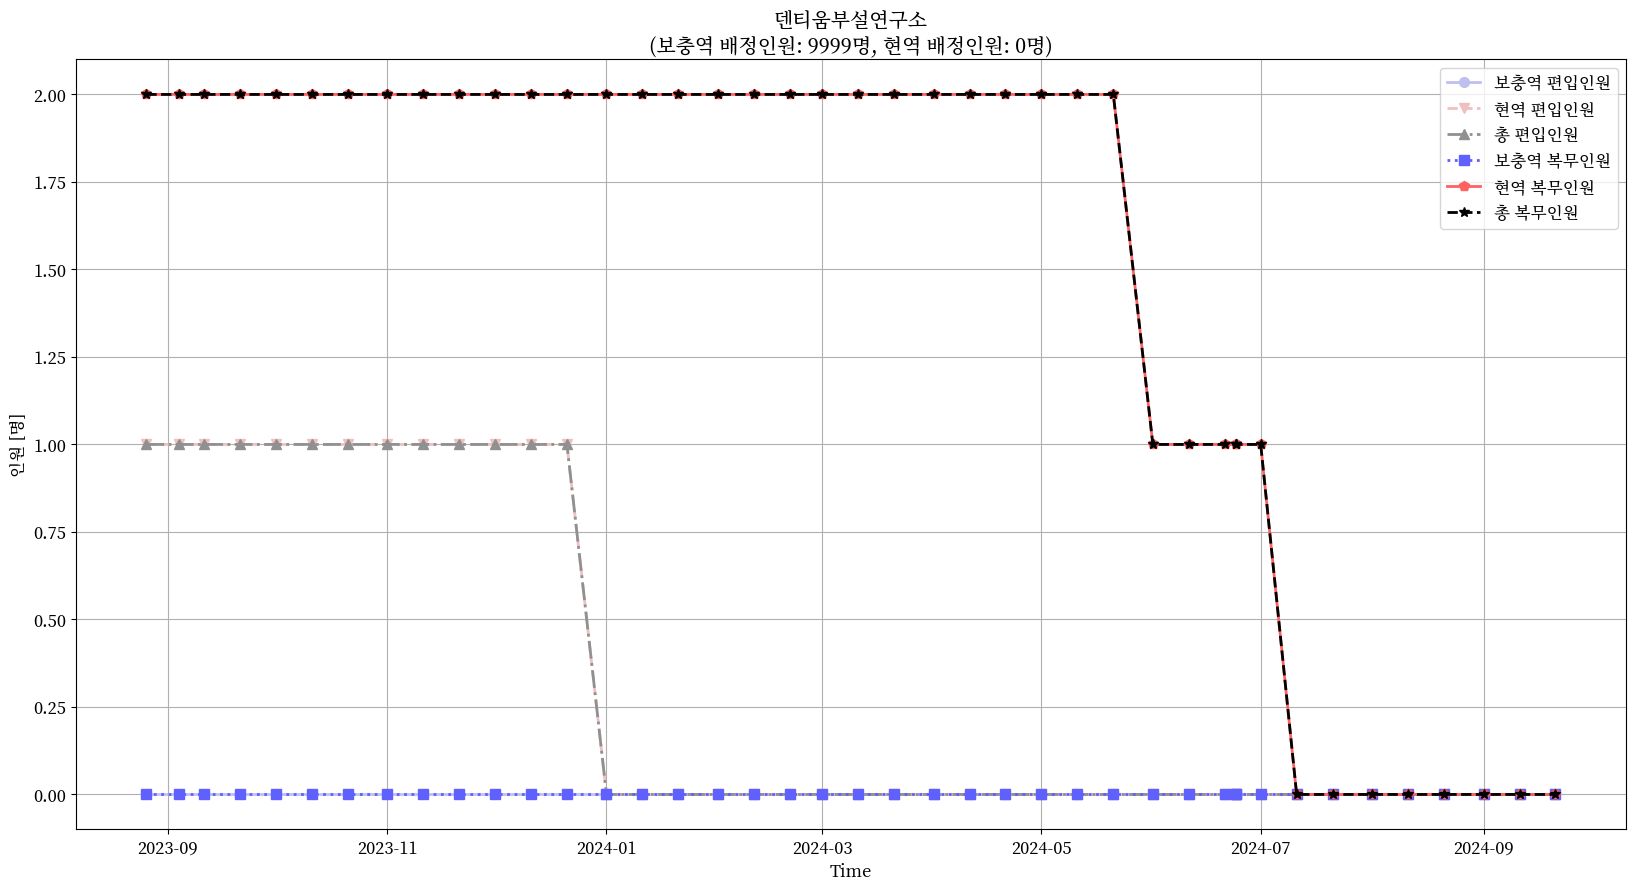 덴티움부설연구소
(보충역 배정인원: 9999명, 현역 배정인원: 0명)
보충역 편입인원
현역 편입인원
총 편입인원
보충역 복무인원
현역 복무인원
총 복무인원
인원 [명]
2.00
1.75
1.50
1.25
1.00
0.75
0.50
0.25
0.00
2023-09
2023-11
2024-01
2024-03
2024-05
2024-07
2024-09
Time